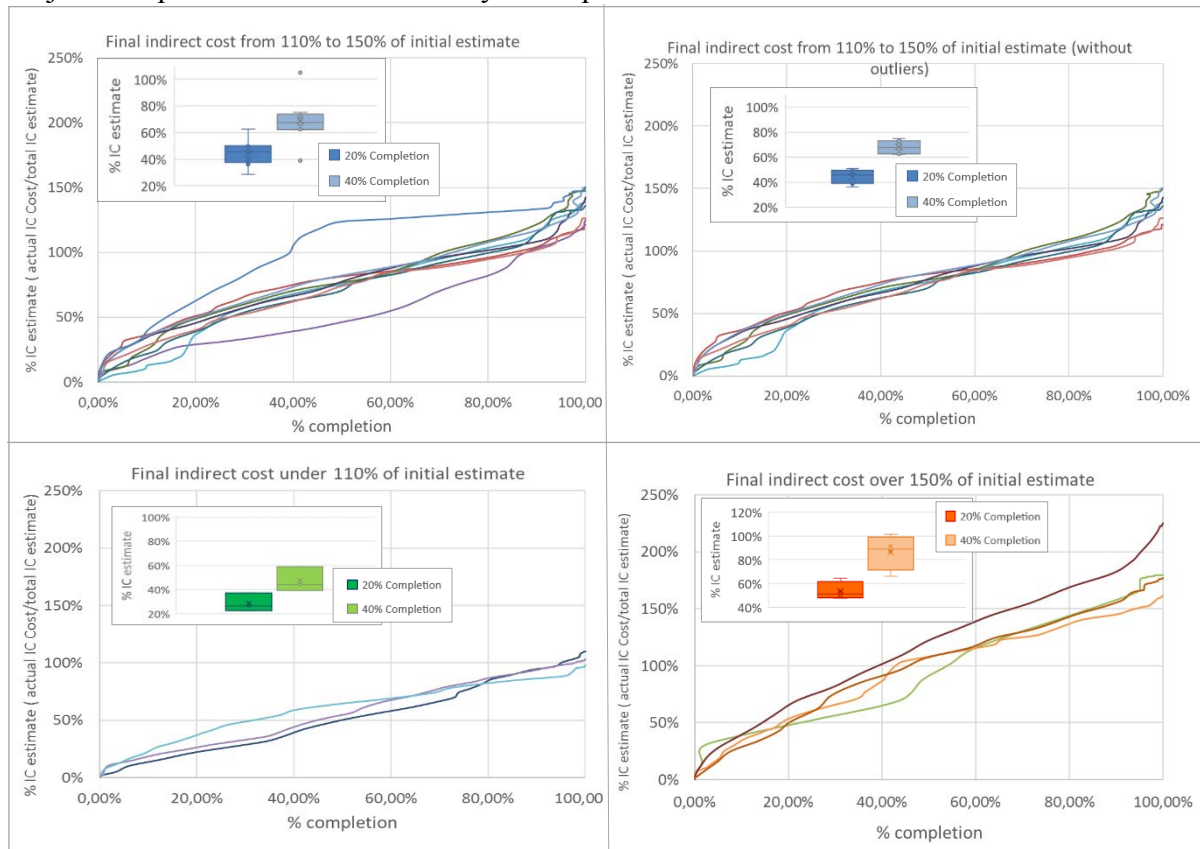 Final indirect cost from 110% to 150% of initial estimate
% IC estimate ( actual IC Cost/total IC estimate)
250%
200%
150%
100%
50%
0%
% IC estimate
100%
80%
60%
40%
20%
20% Completion
40% Completion
0,00%
20,00%
40,00%
60,00%
80,00%
100,00
% completion
Final indirect cost from 110% to 150% of initial estimate (without
outliers)
% IC estimate ( actual IC Cost/total IC estimate)
250%
200%
150%
100%
50%
0%
% IC estimate
100%
80%
60%
40%
20%
20% Completion
40% Completion
0,00%
20,00%
40,00%
60,00%
80,00%
100,00%
% completion
Final indirect cost under 110% of initial estimate
% IC estimate ( actual IC Cost/total IC estimate)
250%
200%
150%
100%
50%
0%
% IC estimate
100%
80%
60%
40%
20%
20% Completion
40% Completion
0,00%
20,00%
40,00%
60,00%
80,00%
100,00
% completion
Final indirect cost over 150% of initial estimate
% IC estimate ( actual IC Cost/total IC estimate)
250%
200%
150%
100%
50%
0%
% IC estimate
120%
100%
80%
60%
40%
20% Completion
40% Completion
0,00%
20,00%
40,00%
60,00%
80,00%
100,00%
% completion